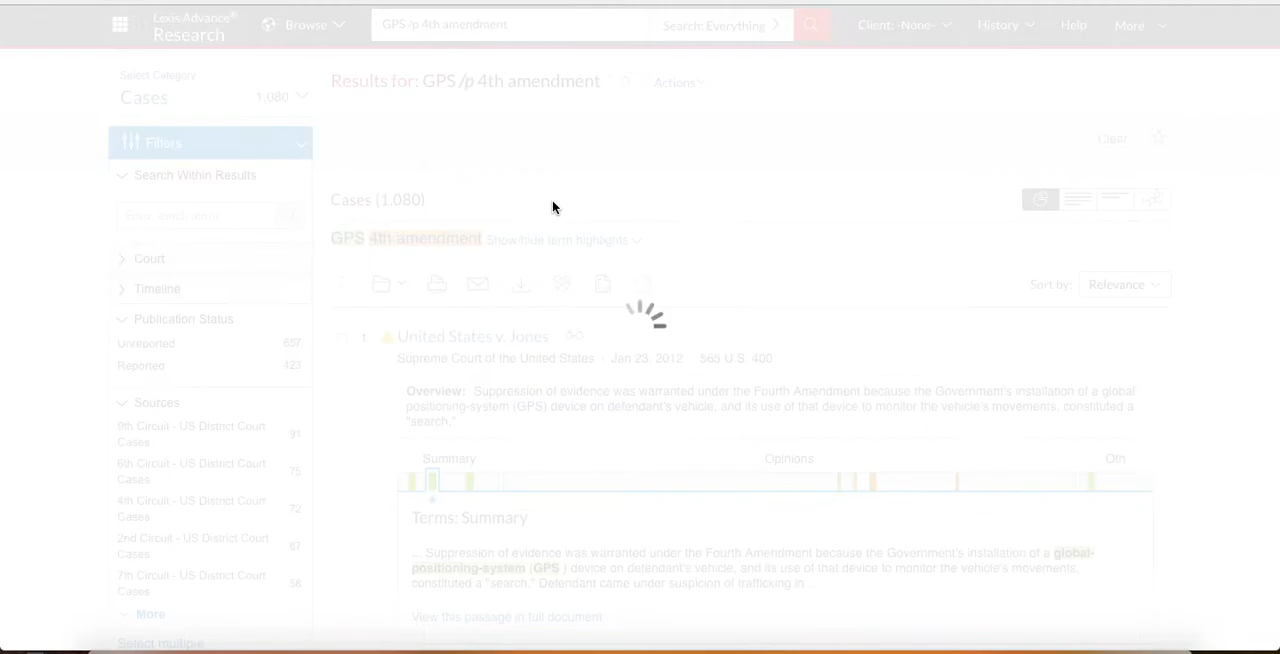 Lexis Advance®
Research
Browse
GPS /p 4th amendment
Search: Everything
Client: -None-
History
Help
More
Select Category
Cases
1,080
Results for: GPS /p 4th amendment
Actions
Filters
Clear
Search Within Results
Cases (1,080)
Enter search terms
GPS 4th amendment Show/hide term highlights
Court
Timeline
Sort by: Relevance
Publication Status
Unreported 657
Reported 423
1 United States v. Jones
Supreme Court of the United States · Jan 23, 2012 565 U.S. 400
Overview: Suppression of evidence was warranted under the Fourth Amendment because the Government's installation of a global
positioning-system (GPS) device on defendant's vehicle, and its use of that device to monitor the vehicle's movements, constituted a
"search."
Sources
9th Circuit - US District Court
Cases
91
6th Circuit - US District Court
Cases
75
4th Circuit - US District Court
Cases
72
2nd Circuit - US District Court
Cases
67
7th Circuit - US District Court
Cases
56
More
Select multiple
Summary Opinions Oth
Terms: Summary
... Suppression of evidence was warranted under the Fourth Amendment because the Government's installation of a global-
positioning-system (GPS ) device on defendant's vehicle, and its use of that device to monitor the vehicle's movements,
constituted a "search." Defendant came under suspicion of trafficking in ...
View this passage in full document